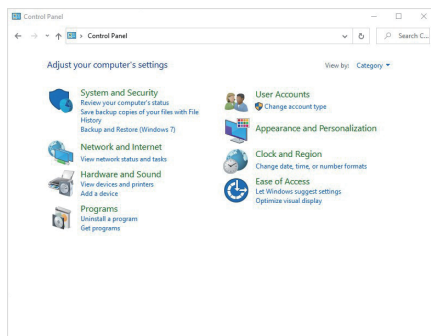 Control Panel
Control Panel
Search C...
Adjust your computer's settings
View by: Category
System and Security
Review your computer's status
Save backup copies of your files with File
History
Backup and Restore (Windows 7)
Network and Internet
View network status and tasks
Hardware and Sound
View devices and printers
Add a device
Programs
Uninstall a program
Get programs
User Accounts
Change account type
Appearance and Personalization
Clock and Region
Change date, time, or number formats
Ease of Access
Let Windows suggest settings
Optimize visual display